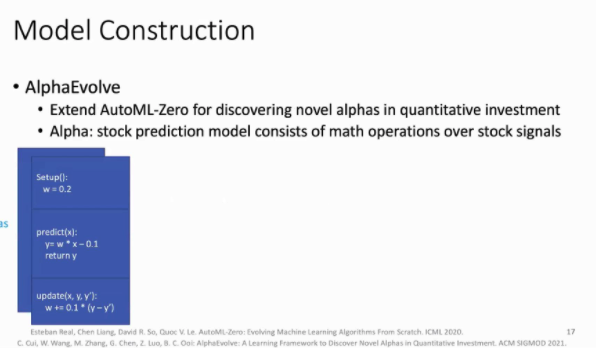 Model Construction
• AlphaEvolve
• Extend AutoML-Zero for discovering novel alphas in quantitative investment
• Alpha: stock prediction model consists of math operations over stock signals
Setup():
w = 0.2
as
predict(x):
y= w * x – 0.1
return y
update(x, y, y'):
w += 0.1 * (y – y')
Esteban Real, Chen Liang, David R. So, Quoc V. Le. AutoML-Zero: Evolving Machine Learning Algorithms From Scratch. ICML 2020.
17
C. Cui, W. Wang, M. Zhang, G. Chen, Z. Luo, B. C. Ooi: AlphaEvolve: A Learning Framework to Discover Novel Alphas in Quantitative Investment. ACM SIGMOD 2021.